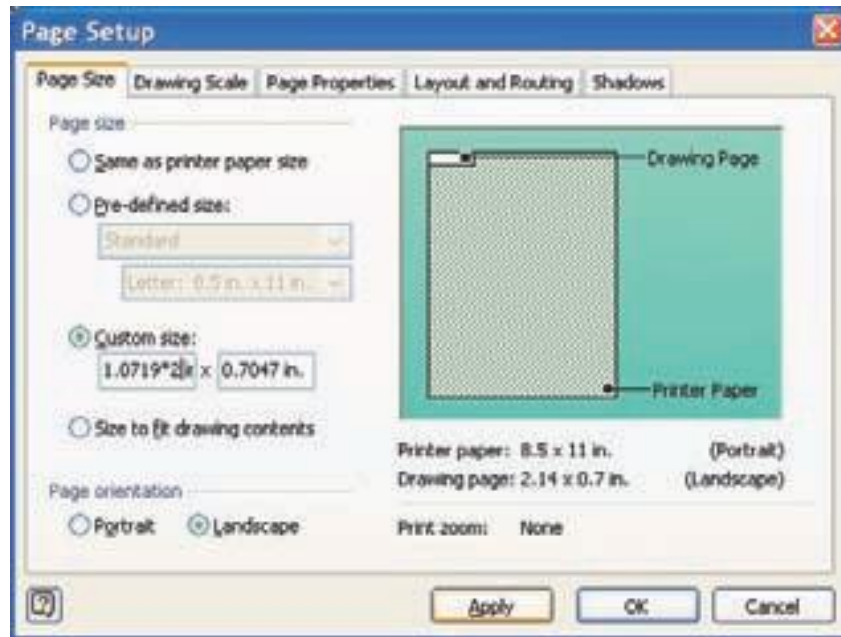 Page Setup
Page Size Drawing Scale Page Properties Layout and Routing Shadows
Page size
Same as printer paper size
Pre-defined size:
Standard
Letter: 8.5 in. x 11 in.
Custom size:
1.0719*2in x 0.7047 in.
Size to fit drawing contents
Page orientation
Portrait Landscape
Drawing Page
Printer Paper
Printer paper: 8.5 x 11 in. (Portrait)
Drawing page: 2.14 x 0.7 in. (Landscape)
Print zoom: None
Apply OK Cancel